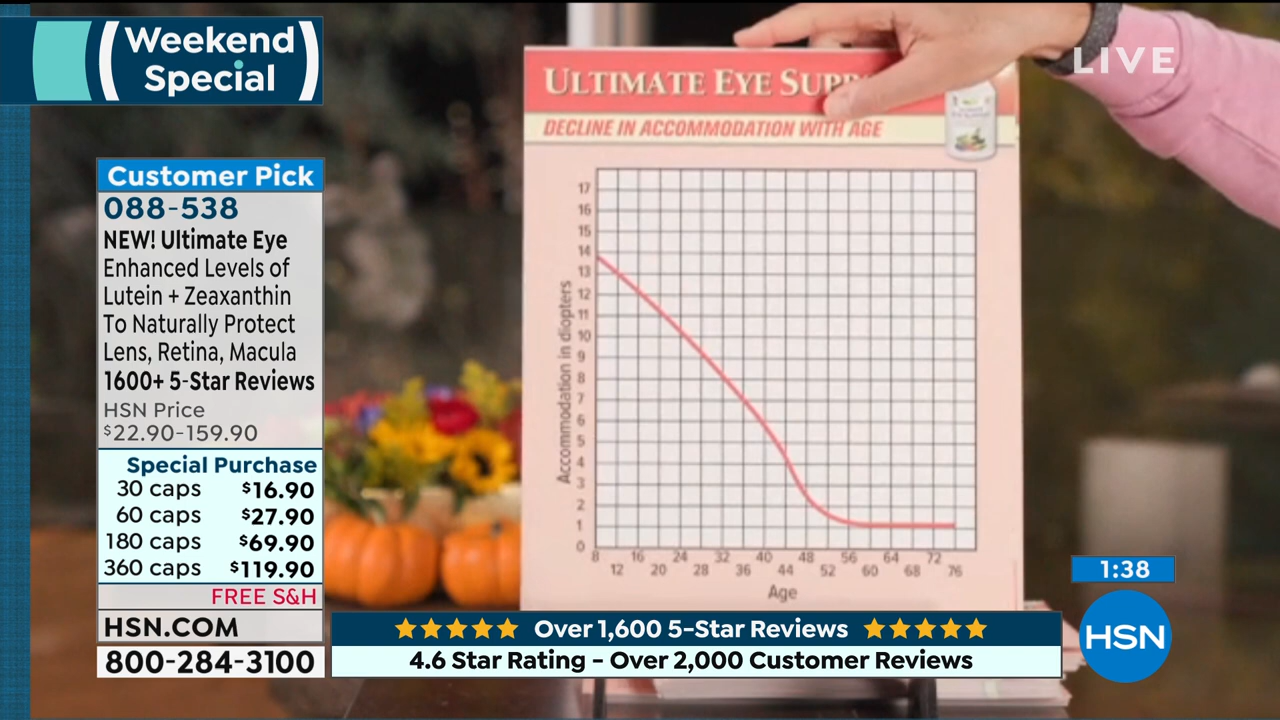 (Weekend
Special)
Customer Pick
088-538
NEW! Ultimate Eye
Enhanced Levels of
Lutein + Zeaxanthin
To Naturally Protect
Lens, Retina, Macula
1600+ 5-Star Reviews
HSN Price
$22.90-159.90
Special Purchase
30 caps $16.90
60 caps $27.90
180 caps $69.90
360 caps $119.90
FREE S&H
HSN.COM
800-284-3100
ULTIMATE EYE
DECLINE IN ACCOMMODATION WITH AGE
Accommodation in diopters
17
16
15
14
13
12
11
10
9
8
7
6
5
4
3
2
1
0
8 16 24 32 40 48 56 64 72
12 20 28 36 44 52 60 68 76
Age
LIVE
1:38
HSN
Over 1,600 5-Star Reviews
4.6 Star Rating – Over 2,000 Customer Reviews